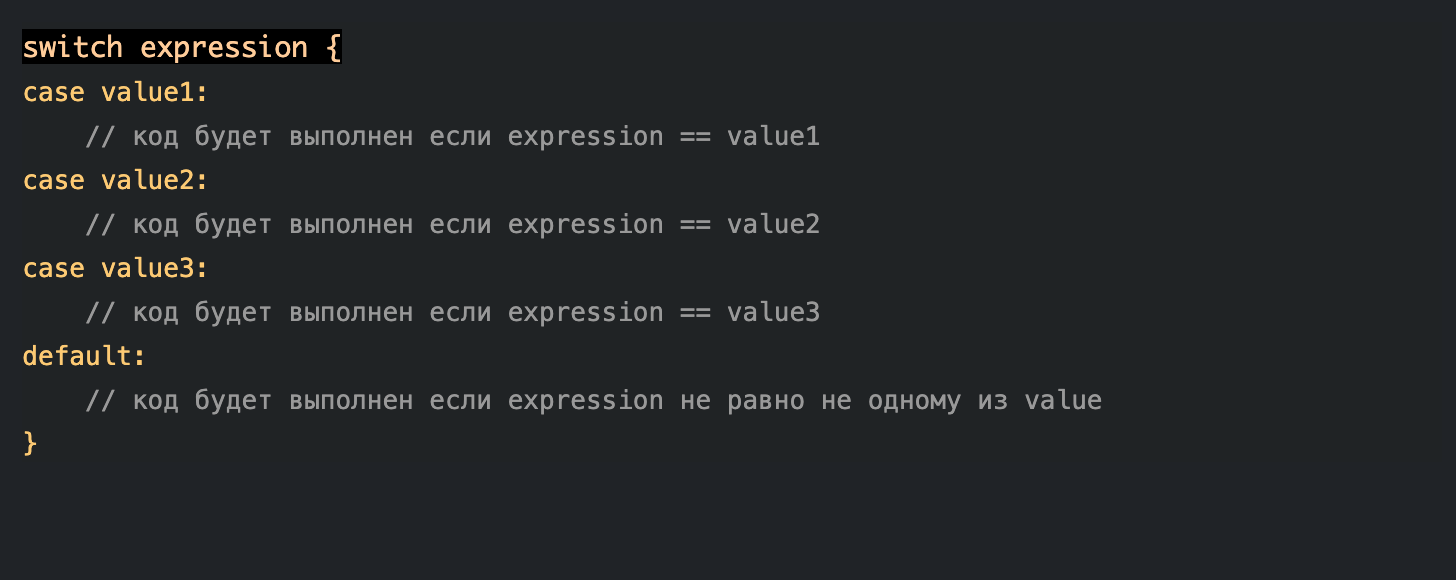 switch expression {
case value1:
    // код будет выполнен если expression == value1
case value2:
    // код будет выполнен если expression == value2
case value3:
    // код будет выполнен если expression == value3
default:
    // код будет выполнен если expression не равно не одному из value
}